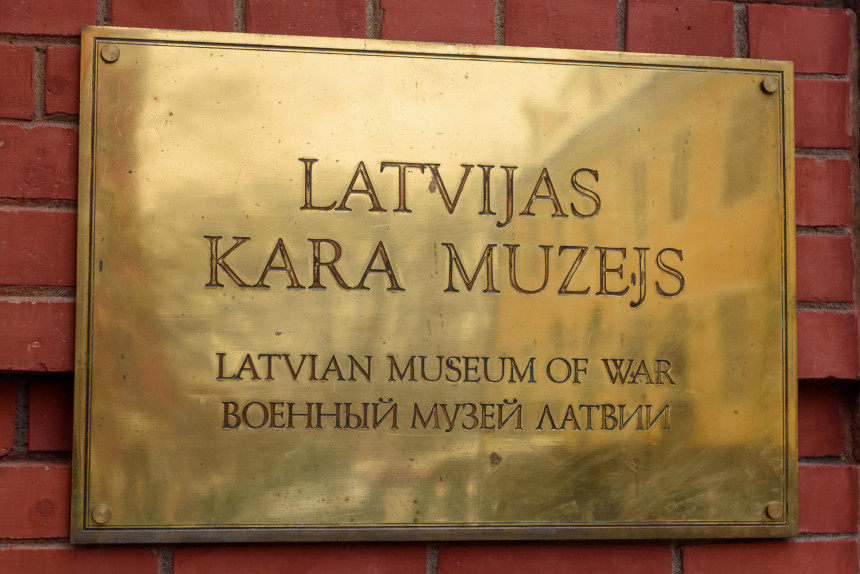 LATVIJAS
KARA MUZEJS
LATVIAN MUSEUM OF WAR
ВОЕННЫЙ МУЗЕЙ ЛАТВИИ